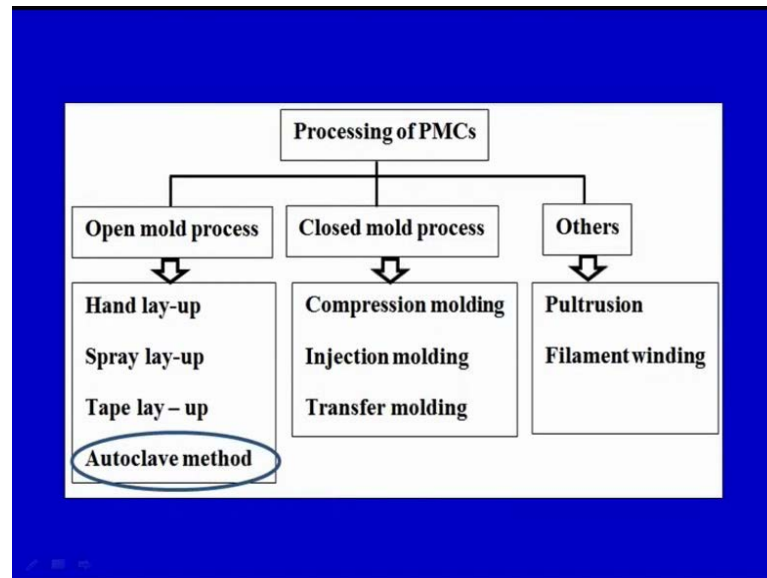 Processing of PMCs
Open mold process
Closed mold process
Others
Hand lay-up
Spray lay-up
Tape lay – up
Autoclave method
Compression molding
Injection molding
Transfer molding
Pultrusion
Filament winding